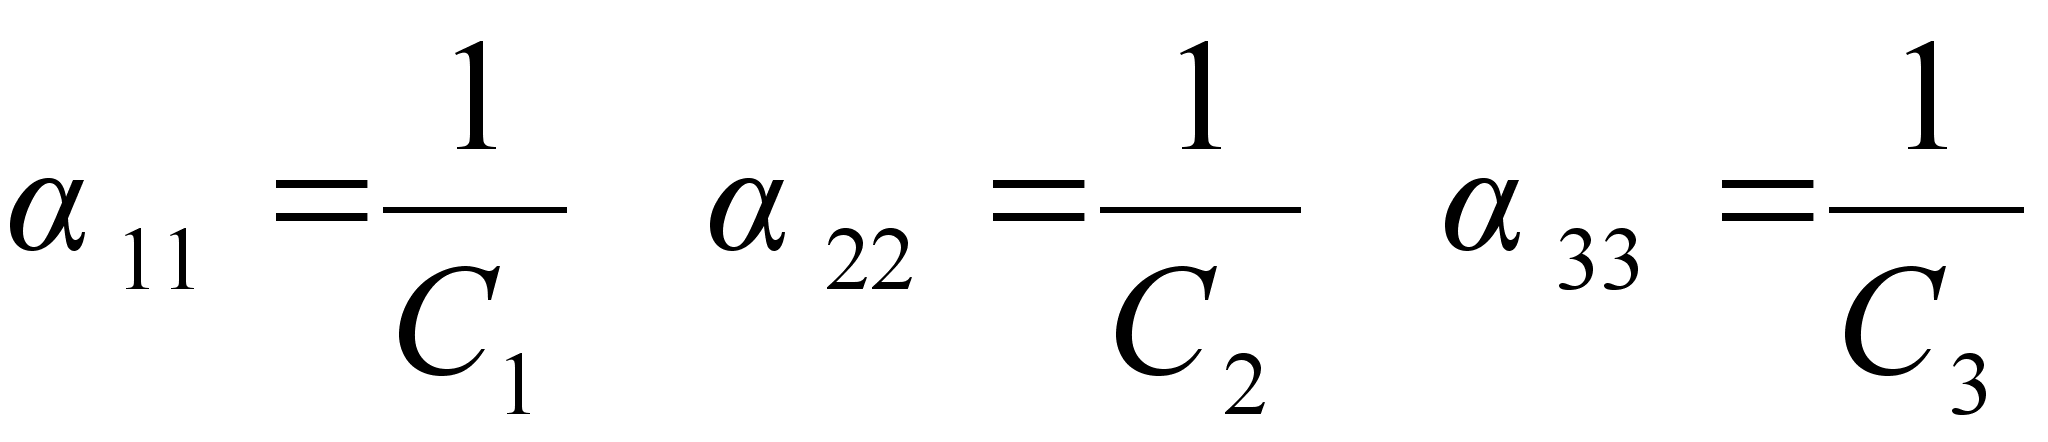 α₁₁ = 1/C₁ α₂₂ = 1/C₂ α₃₃ = 1/C₃